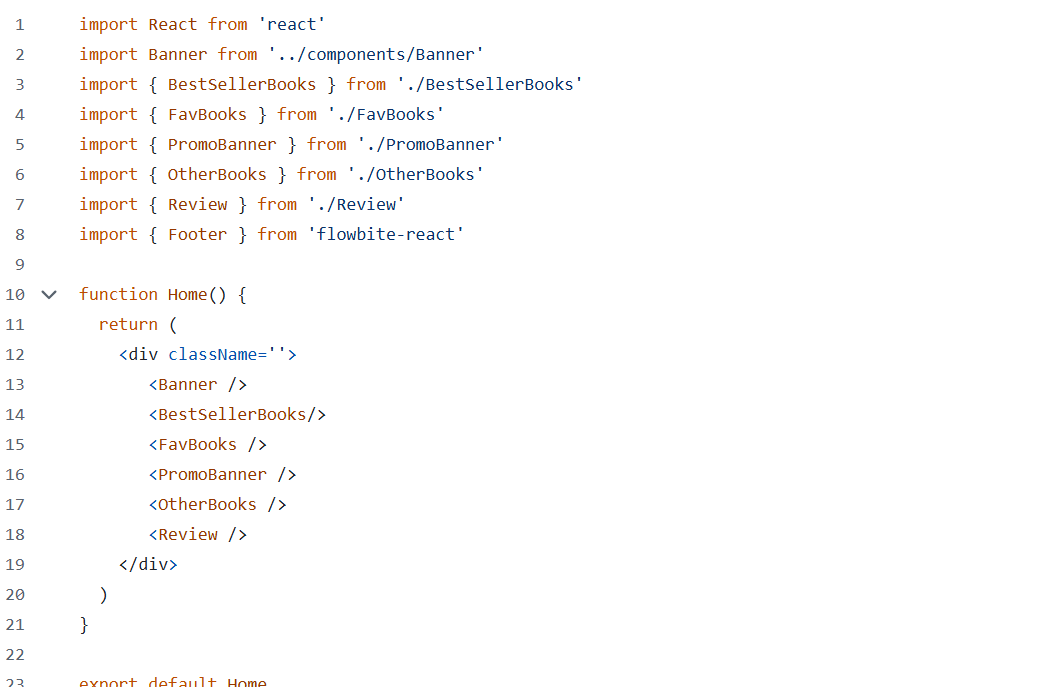 1 import React from 'react'
2 import Banner from '../components/Banner'
3 import { BestSellerBooks } from './BestSellerBooks'
4 import { FavBooks } from './FavBooks'
5 import { PromoBanner } from './PromoBanner'
6 import { OtherBooks } from './OtherBooks'
7 import { Review } from './Review'
8 import { Footer } from 'flowbite-react'
9
10 function Home() {
11   return (
12     <div className=''>
13        <Banner />
14        <BestSellerBooks/>
15        <FavBooks />
16        <PromoBanner />
17        <OtherBooks />
18        <Review />
19     </div>
20   )
21 }
22
23 export default Home